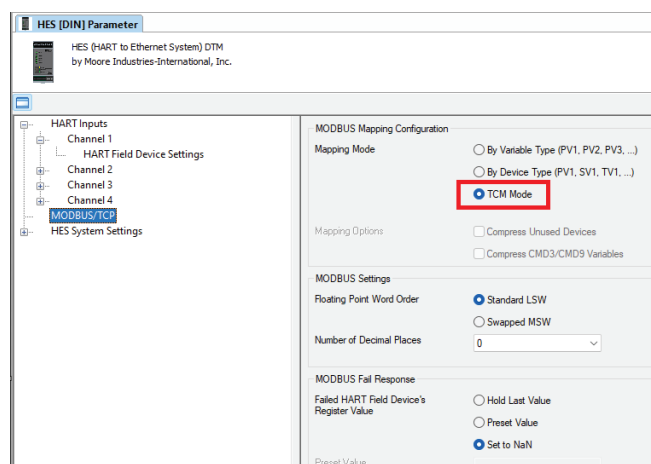 HES [DIN] Parameter
HES (HART to Ethernet System) DTM
by Moore Industries-International, Inc.
HART Inputs
Channel 1
HART Field Device Settings
Channel 2
Channel 3
Channel 4
MODBUS/TCP
HES System Settings
MODBUS Mapping Configuration
Mapping Mode
By Variable Type (PV1, PV2, PV3, ...)
By Device Type (PV1, SV1, TV1, ...)
TCM Mode
Mapping Options
Compress Unused Devices
Compress CMD3/CMD9 Variables
MODBUS Settings
Floating Point Word Order
Standard LSW
Swapped MSW
Number of Decimal Places
0
MODBUS Fail Response
Failed HART Field Device's
Register Value
Hold Last Value
Preset Value
Set to NaN
Preset Value